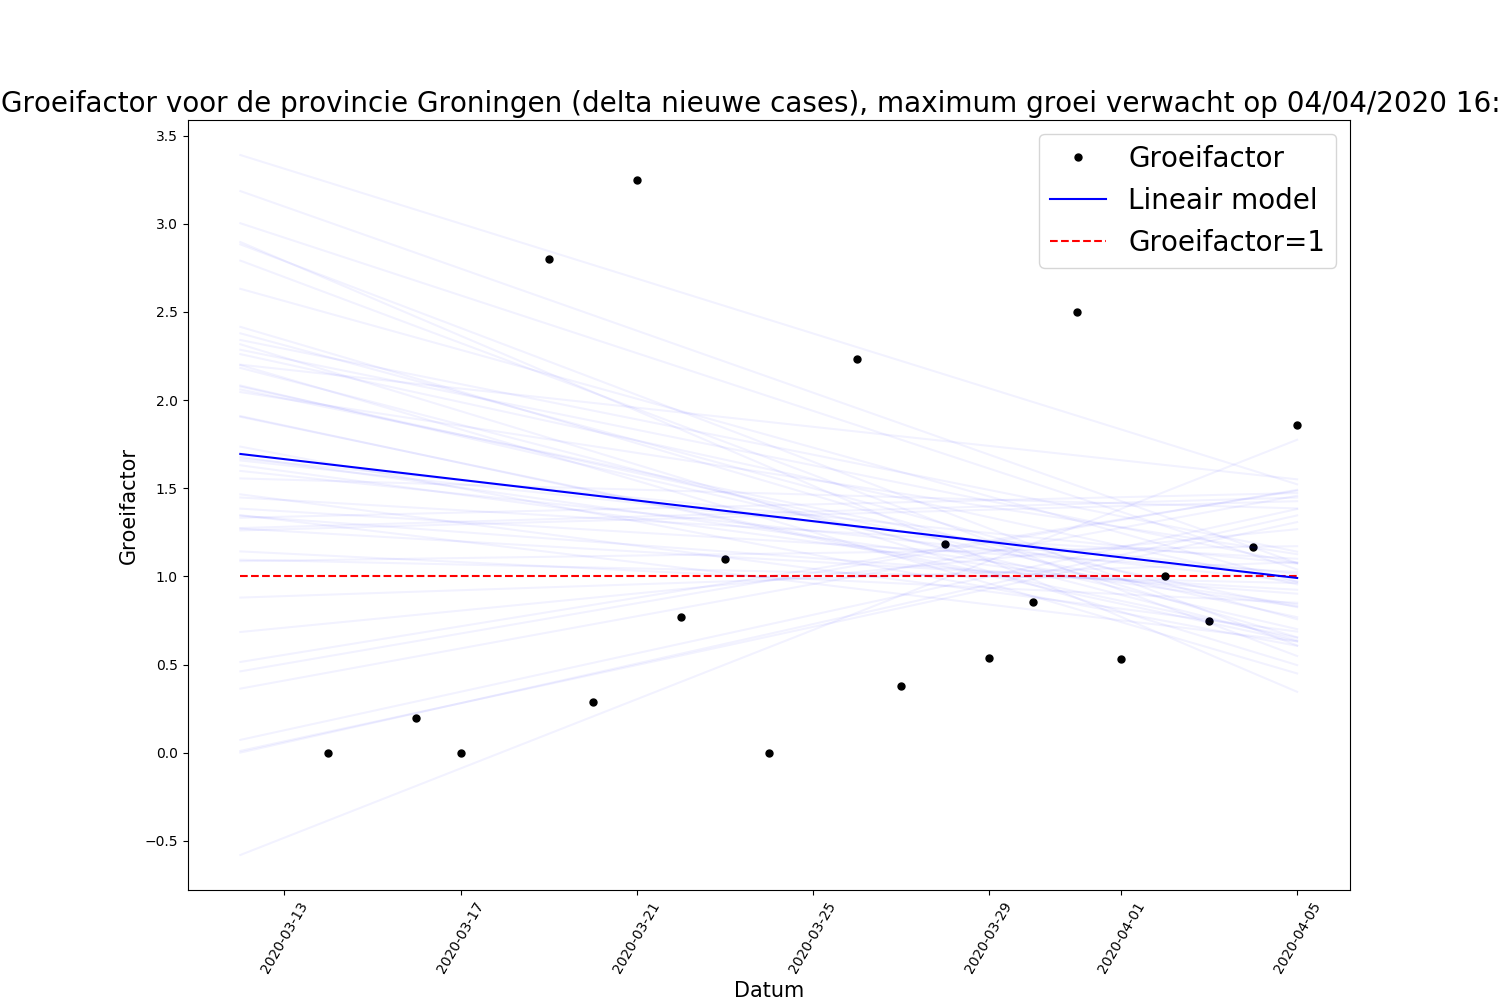 Groeifactor voor de provincie Groningen (delta nieuwe cases), maximum groei verwacht op 04/04/2020 16:
Groeifactor
Lineair model
Groeifactor=1
3.5
3.0
2.5
2.0
1.5
1.0
0.5
0.0
−0.5
Groeifactor
2020-03-13
2020-03-17
2020-03-21
2020-03-25
2020-03-29
2020-04-01
2020-04-05
Datum